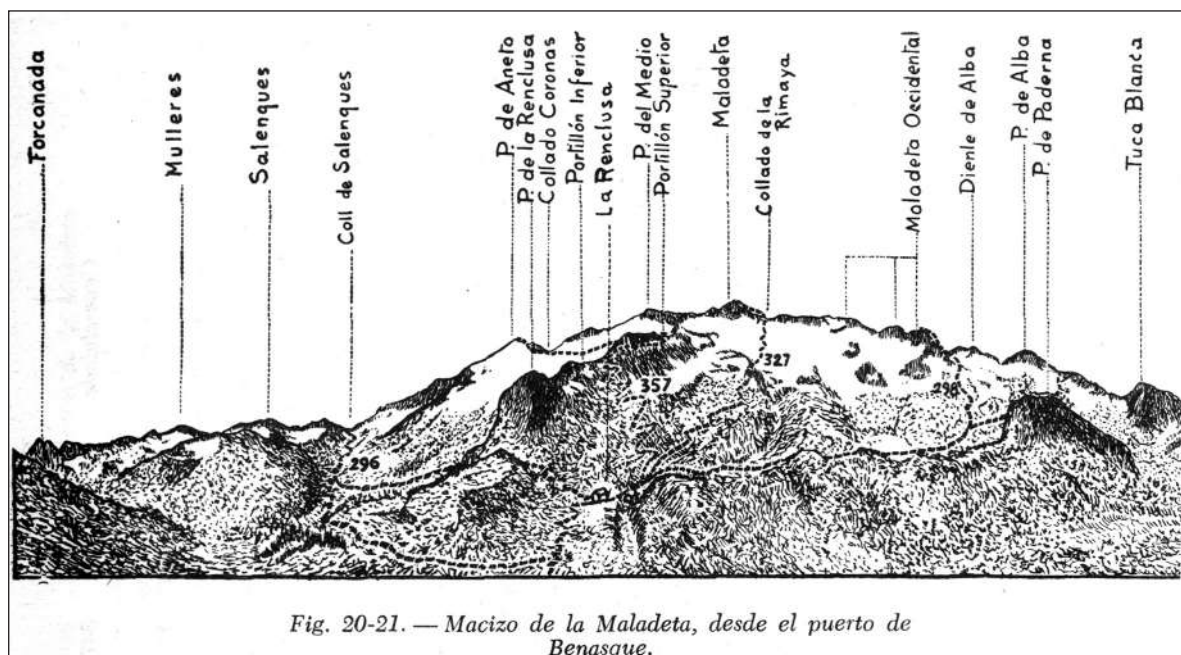 Forcanada
Mulleres
Salenques
Coll de Salenques
P. de Aneto
P. de la Renclusa
Collado Coronas
Portillón Inferior
La Renclusa
P. del Medio
Portillón Superior
Maladeta
Collado de la
Rimaya
Maladeta Occidental
Diente de Alba
P. de Alba
P. de Paderna
Tuca Blanca
296
357
327
298
Fig. 20-21. — Macizo de la Maladeta, desde el puerto de
Benasque.